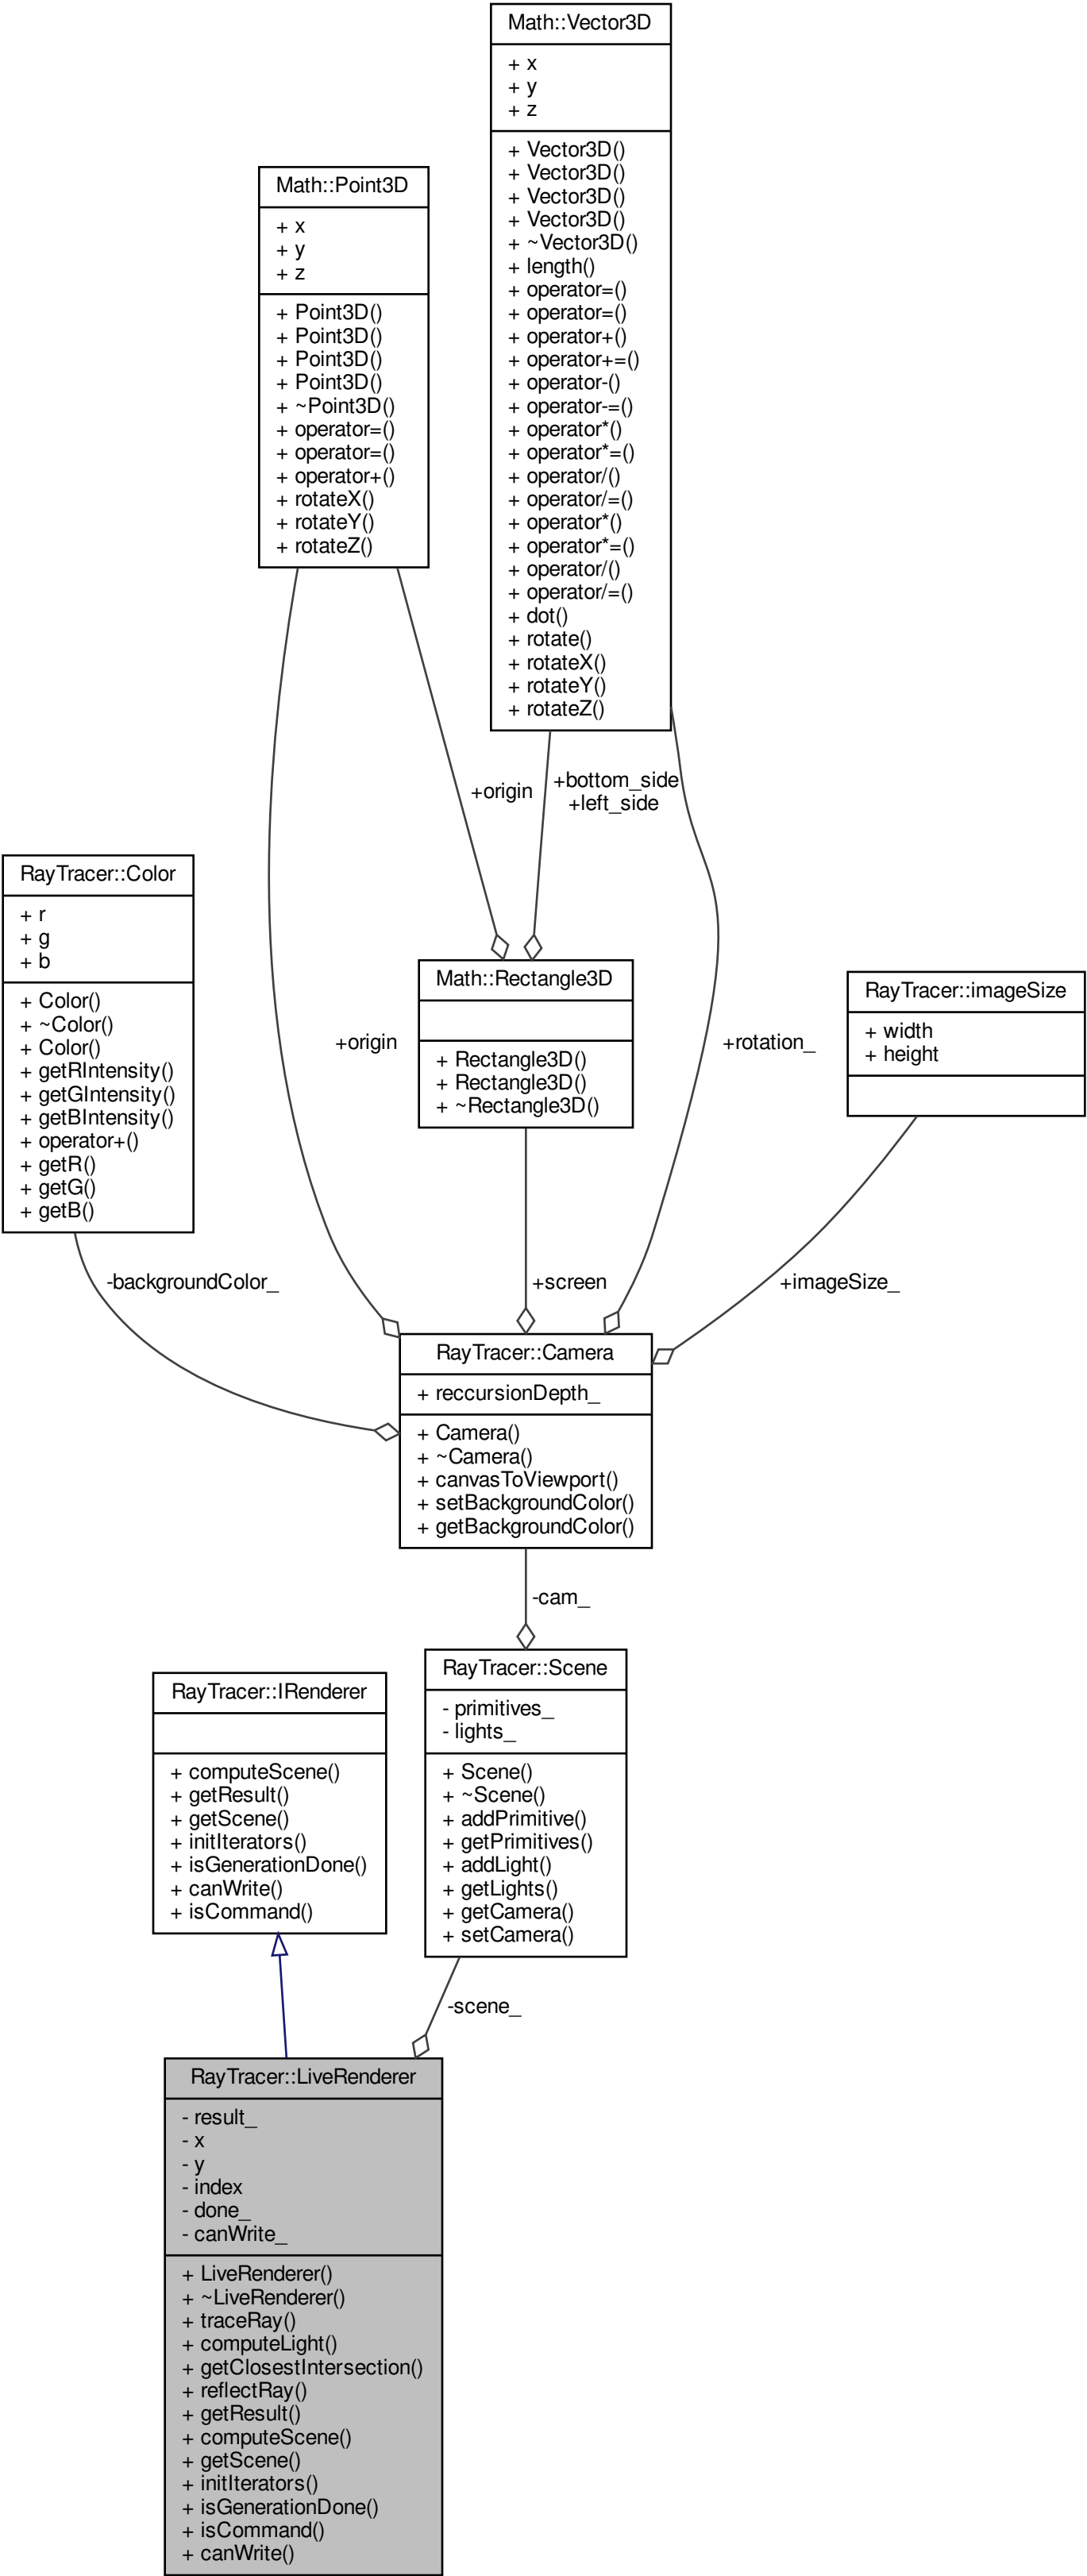 Math::Vector3D
+ x
+ y
+ z
+ Vector3D()
+ Vector3D()
+ Vector3D()
+ Vector3D()
+ ~Vector3D()
+ length()
+ operator=()
+ operator=()
+ operator+()
+ operator+=()
+ operator-()
+ operator-=()
+ operator*()
+ operator*=()
+ operator/()
+ operator/=()
+ operator*()
+ operator*=()
+ operator/()
+ operator/=()
+ dot()
+ rotate()
+ rotateX()
+ rotateY()
+ rotateZ()
Math::Point3D
+ x
+ y
+ z
+ Point3D()
+ Point3D()
+ Point3D()
+ Point3D()
+ ~Point3D()
+ operator=()
+ operator=()
+ operator+()
+ rotateX()
+ rotateY()
+ rotateZ()
+origin
+bottom_side
+left_side
RayTracer::Color
+ r
+ g
+ b
+ Color()
+ ~Color()
+ Color()
+ getRIntensity()
+ getGIntensity()
+ getBIntensity()
+ operator+()
+ getR()
+ getG()
+ getB()
+origin
Math::Rectangle3D
+ Rectangle3D()
+ Rectangle3D()
+ ~Rectangle3D()
+rotation_
RayTracer::imageSize
+ width
+ height
-backgroundColor_
+screen
+imageSize_
RayTracer::Camera
+ reccursionDepth_
+ Camera()
+ ~Camera()
+ canvasToViewport()
+ setBackgroundColor()
+ getBackgroundColor()
-cam_
RayTracer::IRenderer
+ computeScene()
+ getResult()
+ getScene()
+ initIterators()
+ isGenerationDone()
+ canWrite()
+ isCommand()
RayTracer::Scene
- primitives_
- lights_
+ Scene()
+ ~Scene()
+ addPrimitive()
+ getPrimitives()
+ addLight()
+ getLights()
+ getCamera()
+ setCamera()
-scene_
RayTracer::LiveRenderer
- result_
- x
- y
- index
- done_
- canWrite_
+ LiveRenderer()
+ ~LiveRenderer()
+ traceRay()
+ computeLight()
+ getClosestIntersection()
+ reflectRay()
+ getResult()
+ computeScene()
+ getScene()
+ initIterators()
+ isGenerationDone()
+ isCommand()
+ canWrite()